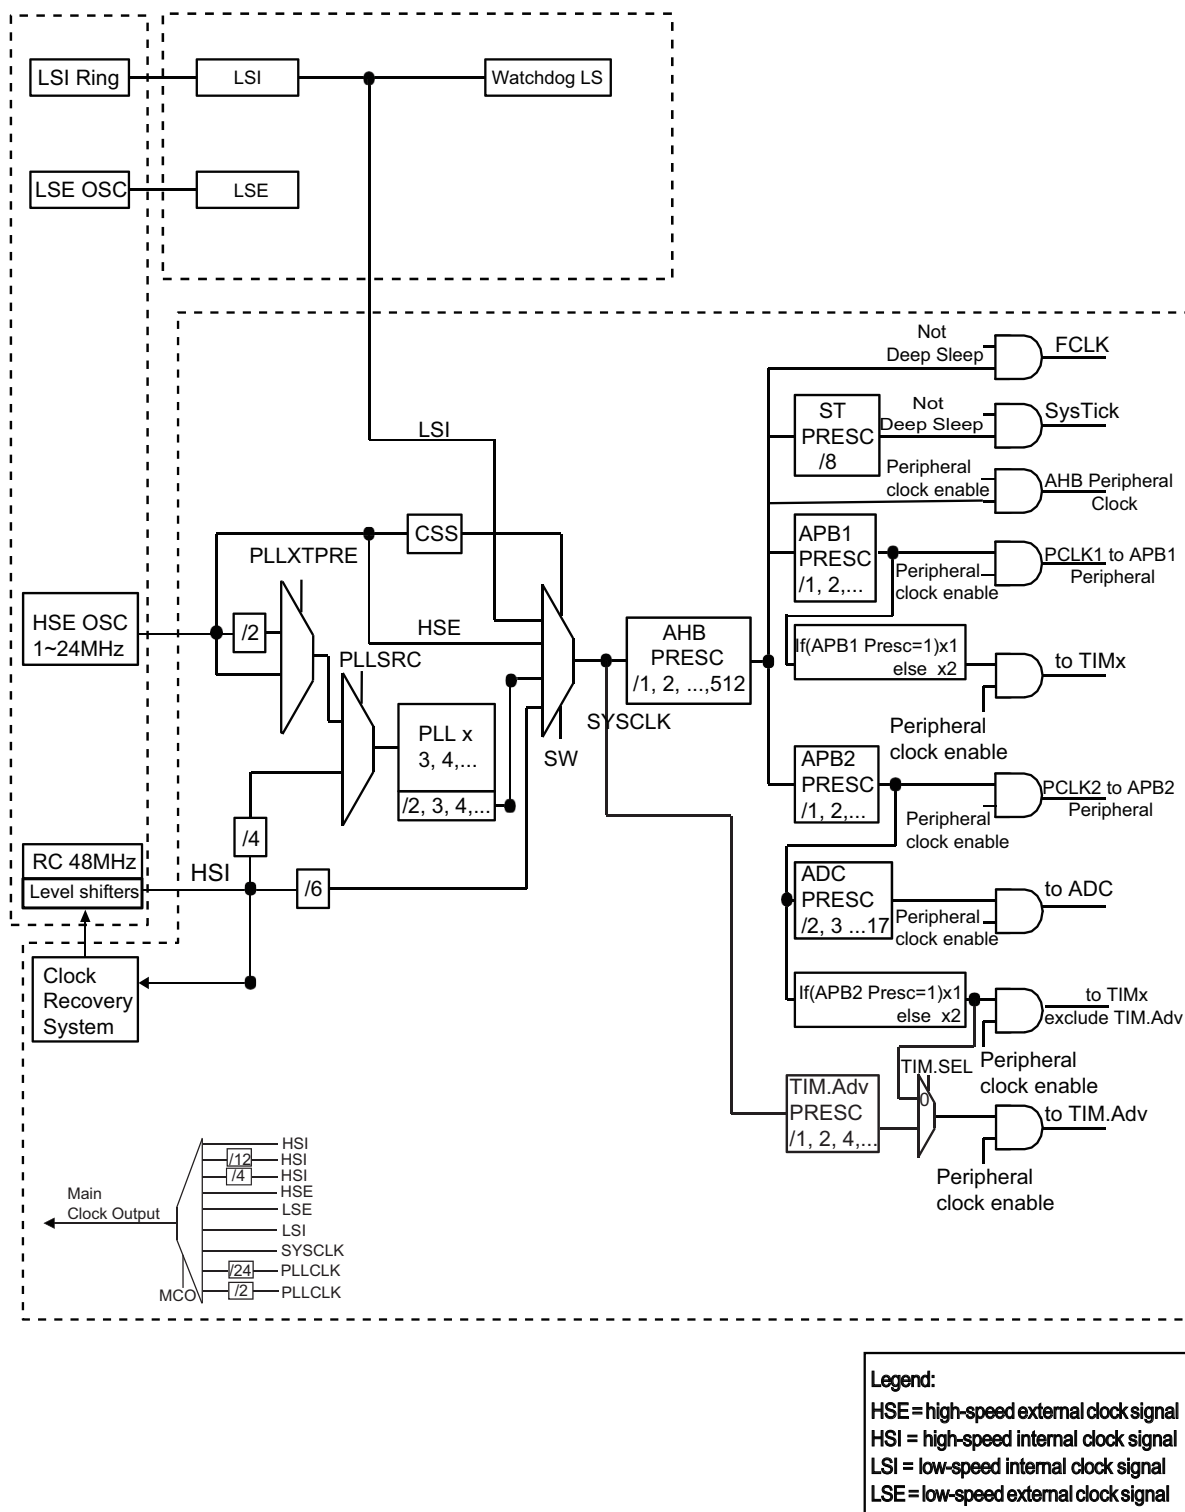 LSI Ring
LSI
Watchdog LS
LSE OSC
LSE
Not
Deep Sleep
FCLK
ST
PRESC
/8
Not
Deep Sleep
SysTick
LSI
Peripheral
clock enable
AHB Peripheral
Clock
CSS
APB1
PRESC
/1, 2,...
Peripheral
clock enable
PCLK1 to APB1
Peripheral
PLLXTPRE
HSE OSC
1~24MHz
/2
HSE
AHB
PRESC
/1, 2, ...,512
If(APB1 Presc=1)x1
else x2
to TIMx
PLLSRC
SYSCLK
Peripheral
clock enable
PLL x
3, 4,...
/2, 3, 4,...
SW
APB2
PRESC
/1, 2,...
Peripheral
clock enable
PCLK2 to APB2
Peripheral
/4
RC 48MHz
Level shifters
HSI
/6
ADC
PRESC
/2, 3 ...17
Peripheral
clock enable
to ADC
Clock
Recovery
System
If(APB2 Presc=1)x1
else x2
to TIMx
exclude TIM.Adv
Peripheral
clock enable
TIM.SEL
0
TIM.Adv
PRESC
/1, 2, 4,...
to TIM.Adv
Peripheral
clock enable
HSI
/12
HSI
/4
HSI
HSE
LSE
LSI
SYSCLK
/24
PLLCLK
/2
PLLCLK
Main
Clock Output
MCO
Legend:
HSE = high-speed external clock signal
HSI = high-speed internal clock signal
LSI = low-speed internal clock signal
LSE = low-speed external clock signal